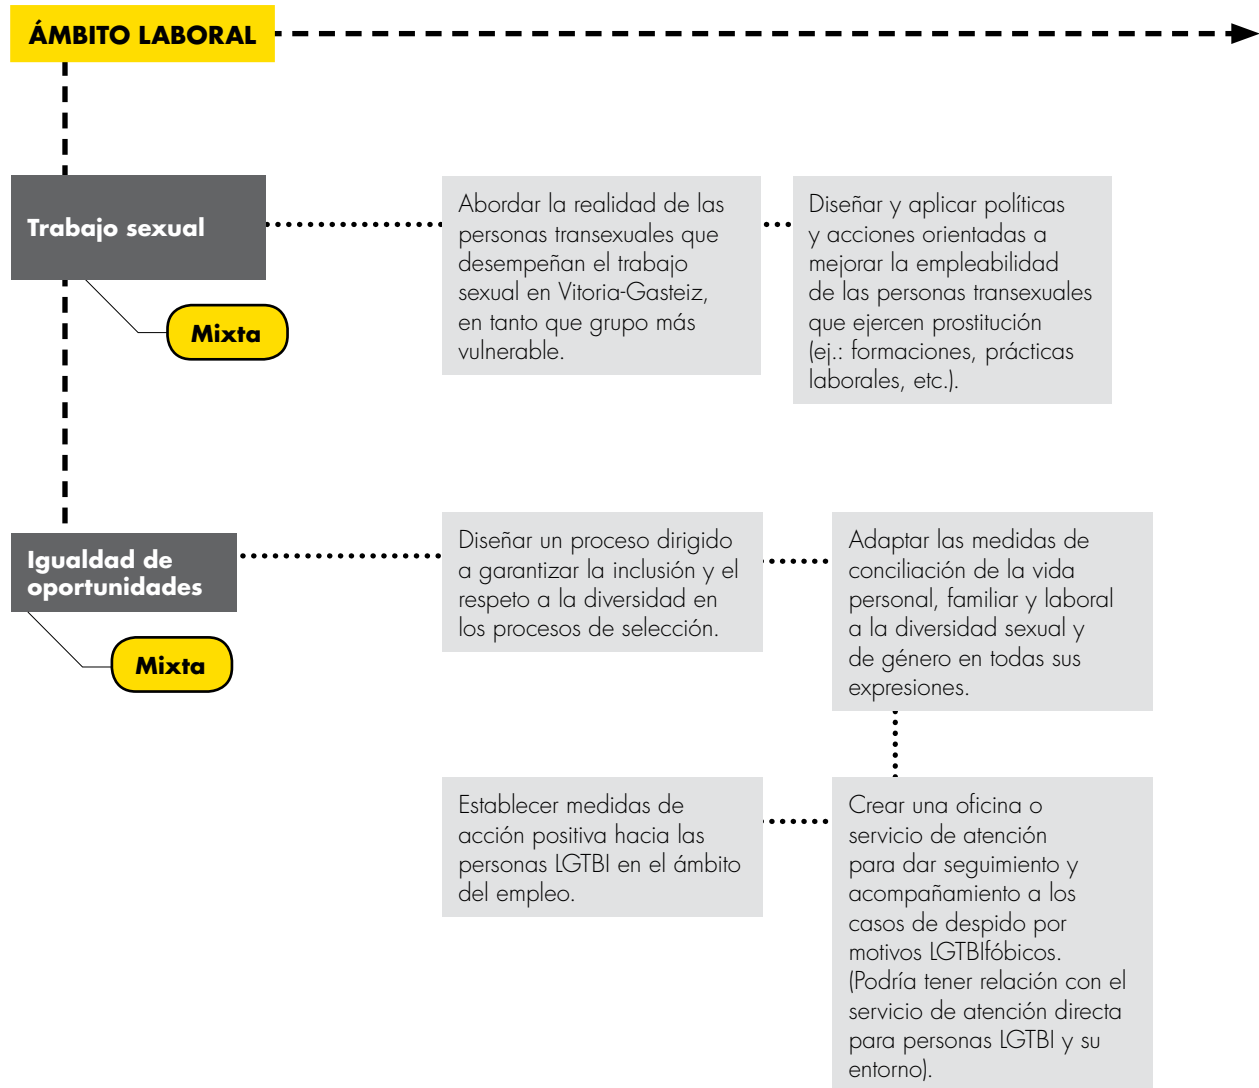 ÁMBITO LABORAL
Trabajo sexual
Mixta
Abordar la realidad de las
personas transexuales que
desempeñan el trabajo
sexual en Vitoria-Gasteiz,
en tanto que grupo más
vulnerable.
Diseñar y aplicar políticas
y acciones orientadas a
mejorar la empleabilidad
de las personas transexuales
que ejercen prostitución
(ej.: formaciones, prácticas
laborales, etc.).
Igualdad de
oportunidades
Mixta
Diseñar un proceso dirigido
a garantizar la inclusión y el
respeto a la diversidad en
los procesos de selección.
Adaptar las medidas de
conciliación de la vida
personal, familiar y laboral
a la diversidad sexual y
de género en todas sus
expresiones.
Establecer medidas de
acción positiva hacia las
personas LGTBI en el ámbito
del empleo.
Crear una oficina o
servicio de atención
para dar seguimiento y
acompañamiento a los
casos de despido por
motivos LGTBIfóbicos.
(Podría tener relación con el
servicio de atención directa
para personas LGTBI y su
entorno).